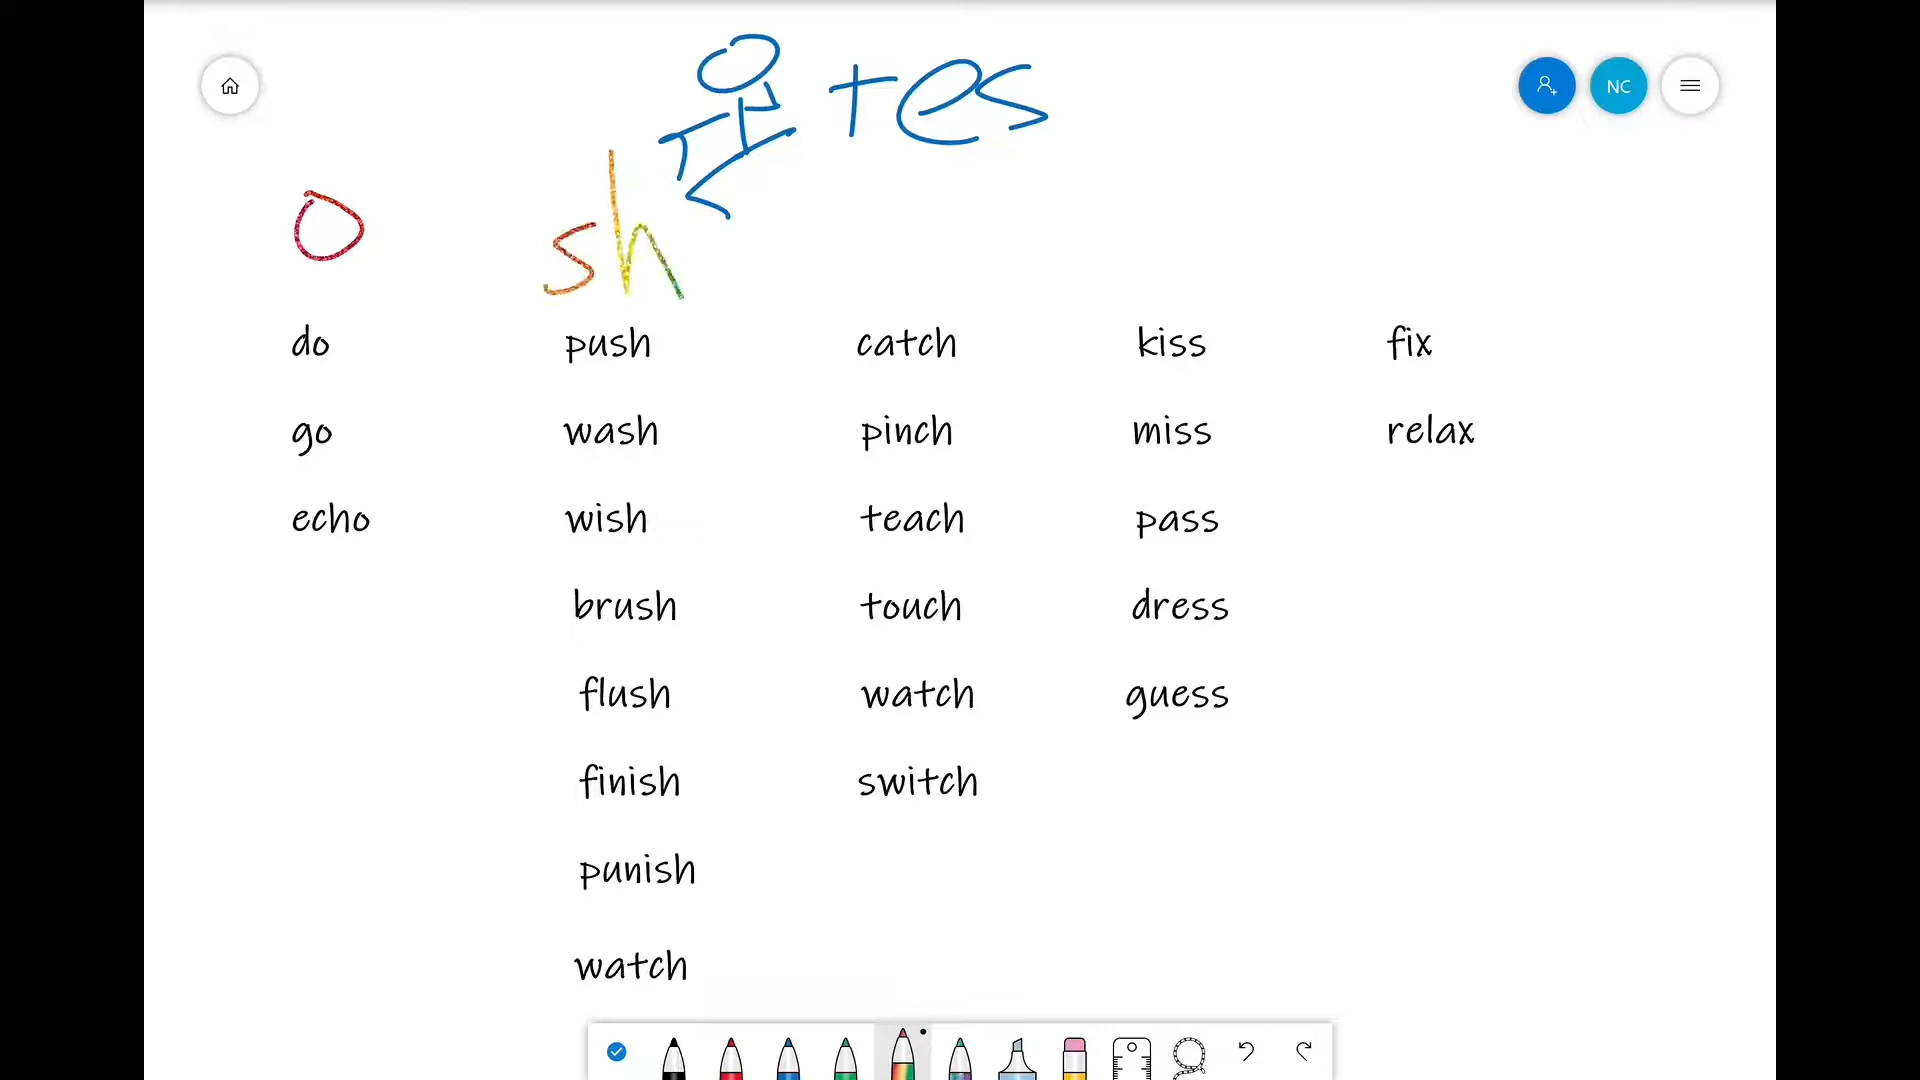 +es
NC
o sh
do push catch kiss fix
go wash pinch miss relax
echo wish teach pass
brush touch dress
flush watch guess
finish switch
punish
watch